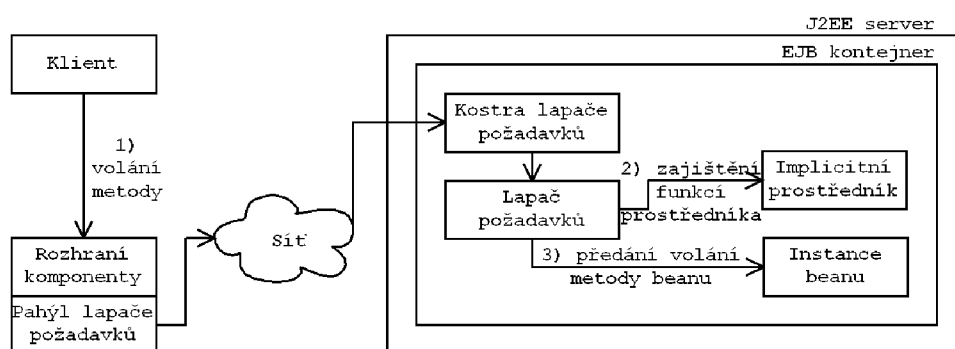 J2EE server
EJB kontejner
Klient
1)
volání
metody
Rozhraní
komponenty
Pahýl lapače
požadavků
Síť
Kostra lapače
požadavků
Lapač
požadavků
2) zajištění
funkcí
prostředníka
Implicitní
prostředník
3) předání volání
metody beanu
Instance
beanu